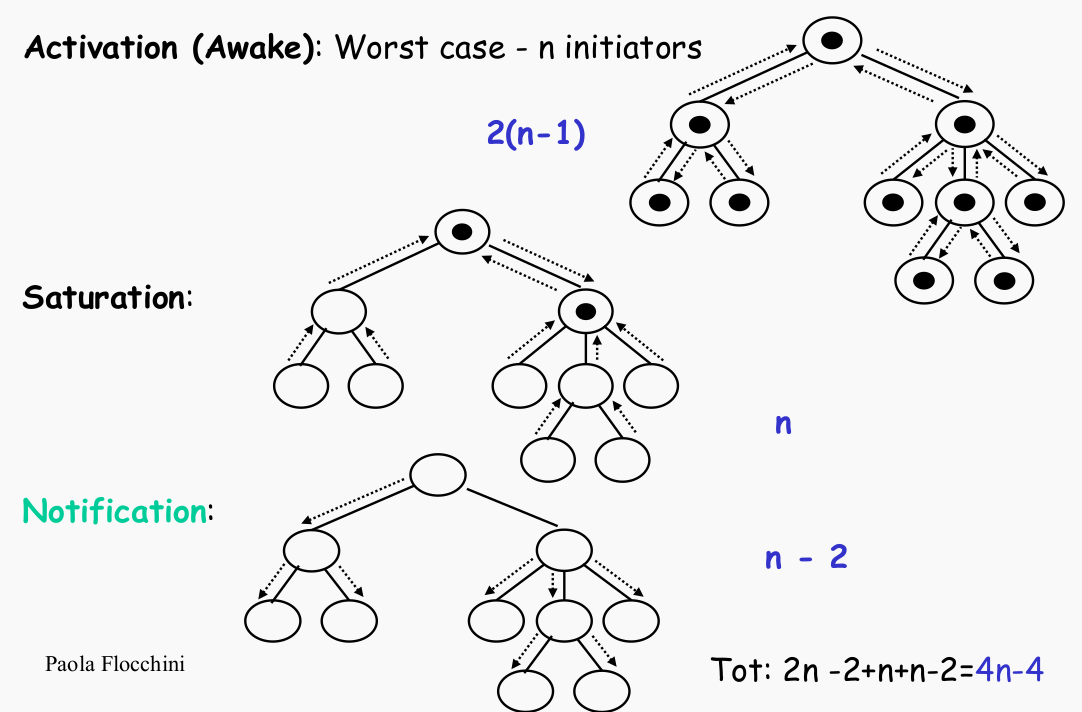 Activation (Awake): Worst case - n initiators
2(n-1)
Saturation:
n
Notification:
n - 2
Paola Flocchini
Tot: 2n -2+n+n-2=4n-4